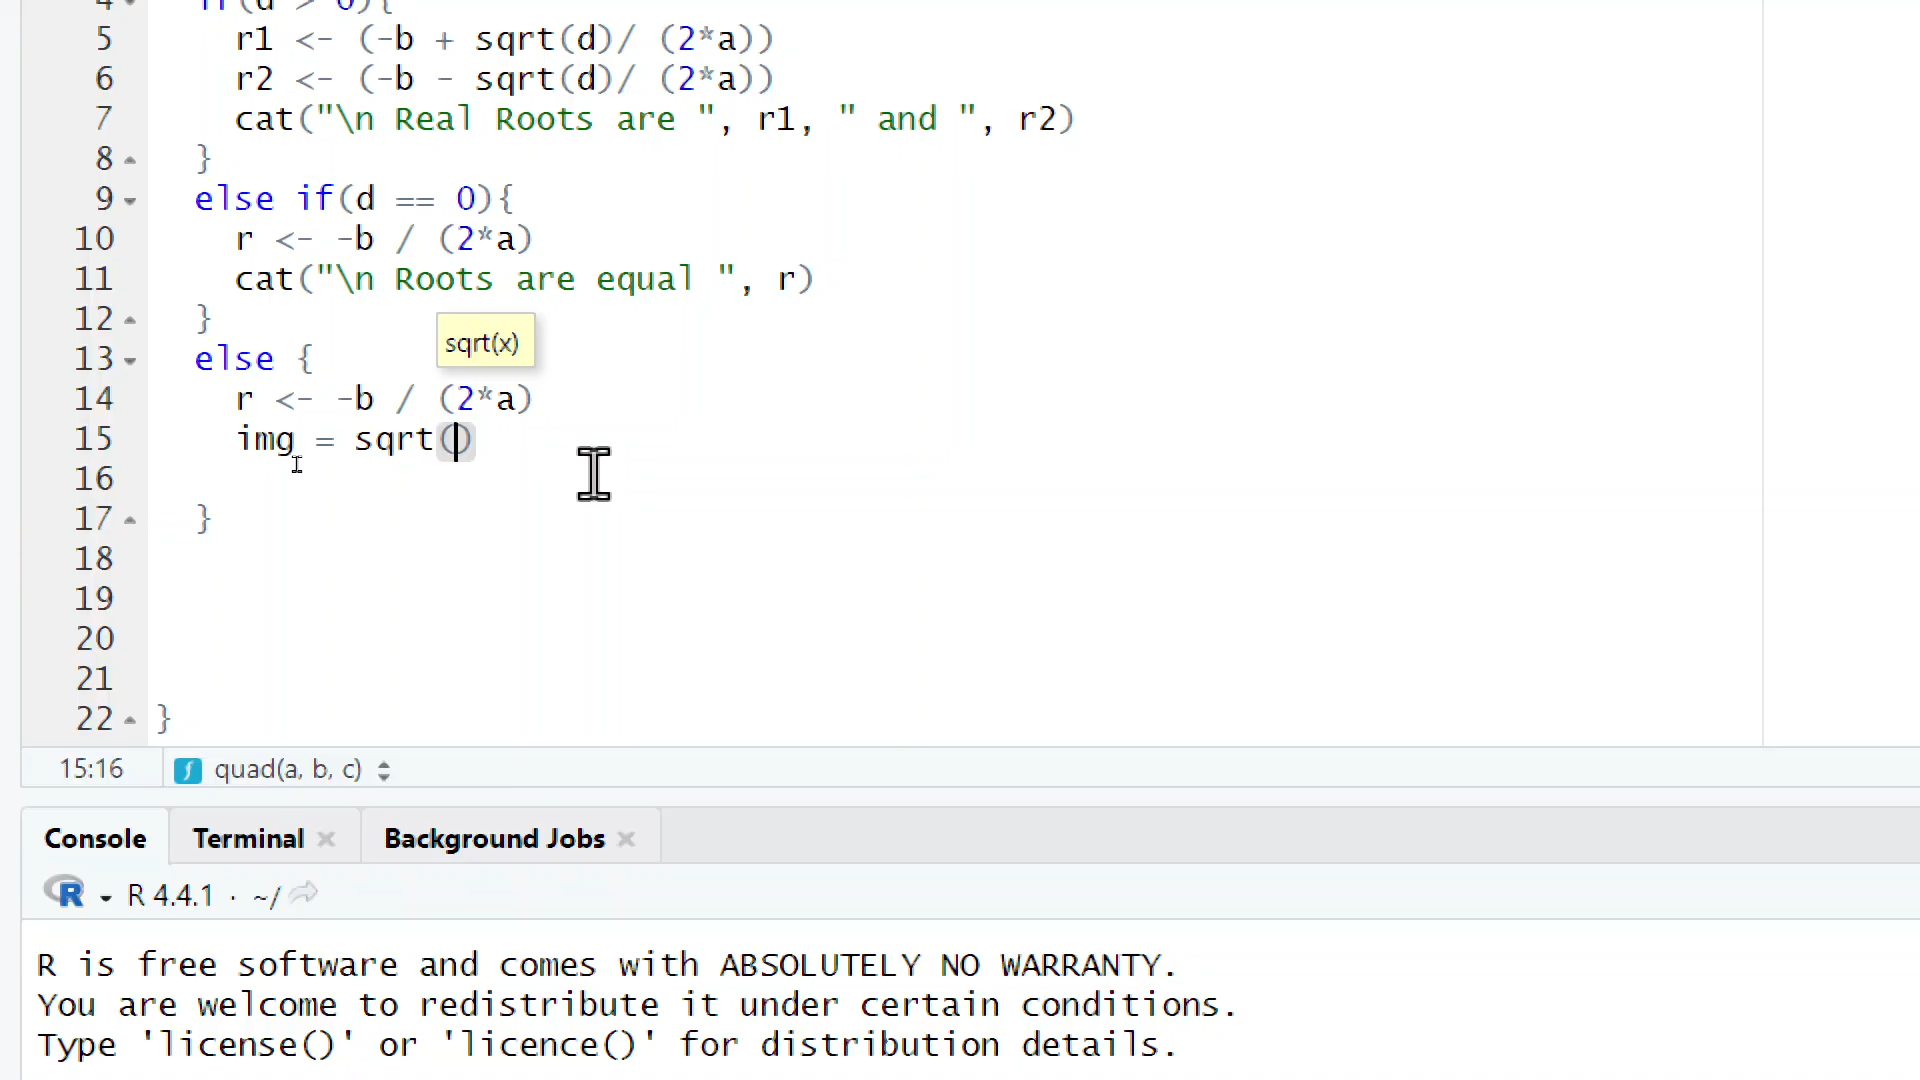 4 if(d > 0){
5 r1 <- (-b + sqrt(d)/ (2*a))
6 r2 <- (-b - sqrt(d)/ (2*a))
7 cat("\n Real Roots are ", r1, " and ", r2)
8 }
9 else if(d == 0){
10 r <- -b / (2*a)
11 cat("\n Roots are equal ", r)
12 }
sqrt(x)
13 else {
14 r <- -b / (2*a)
15 img = sqrt()
16
17 }
18
19
20
21
22 }
15:16 quad(a, b, c)
Console Terminal Background Jobs
R R 4.4.1 · ~/
R is free software and comes with ABSOLUTELY NO WARRANTY.
You are welcome to redistribute it under certain conditions.
Type 'license()' or 'licence()' for distribution details.